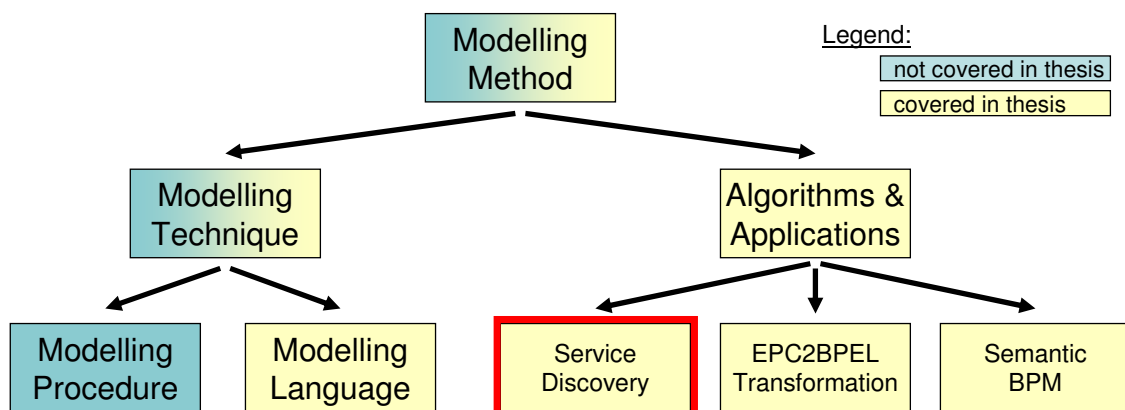 Modelling
Method
Legend:
not covered in thesis
covered in thesis
Modelling
Technique
Algorithms &
Applications
Modelling
Procedure
Modelling
Language
Service
Discovery
EPC2BPEL
Transformation
Semantic
BPM